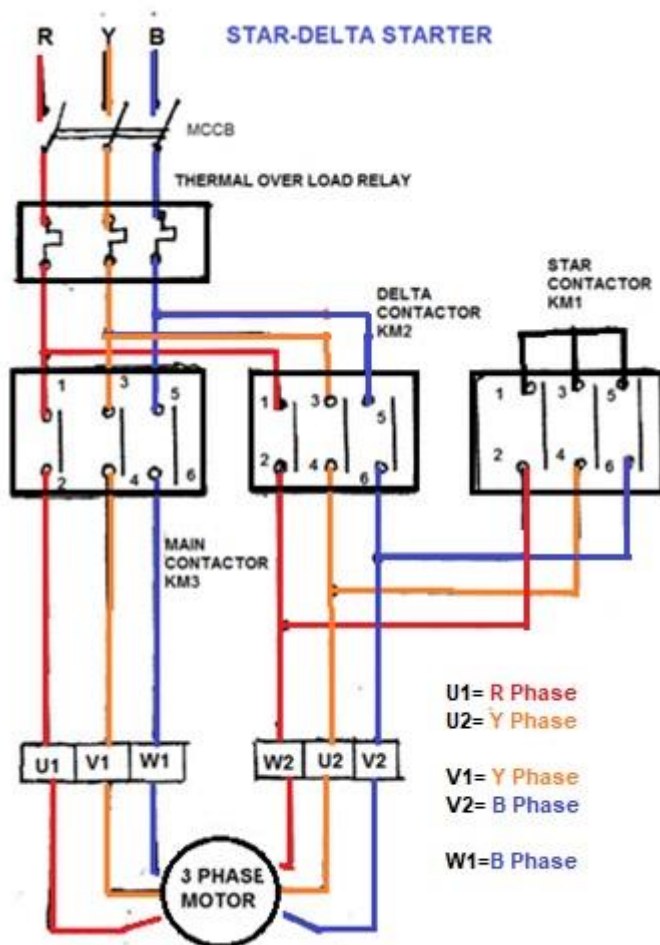 R Y B
STAR-DELTA STARTER
MCCB
THERMAL OVER LOAD RELAY
STAR
CONTACTOR
KM1
DELTA
CONTACTOR
KM2
1 3 5
2 4 6
1 3 5
2 4 6
1 3 5
2 4 6
MAIN
CONTACTOR
KM3
U1= R Phase
U2= Y Phase
V1= Y Phase
V2= B Phase
W1=B Phase
U1 V1 W1
W2 U2 V2
3 PHASE
MOTOR